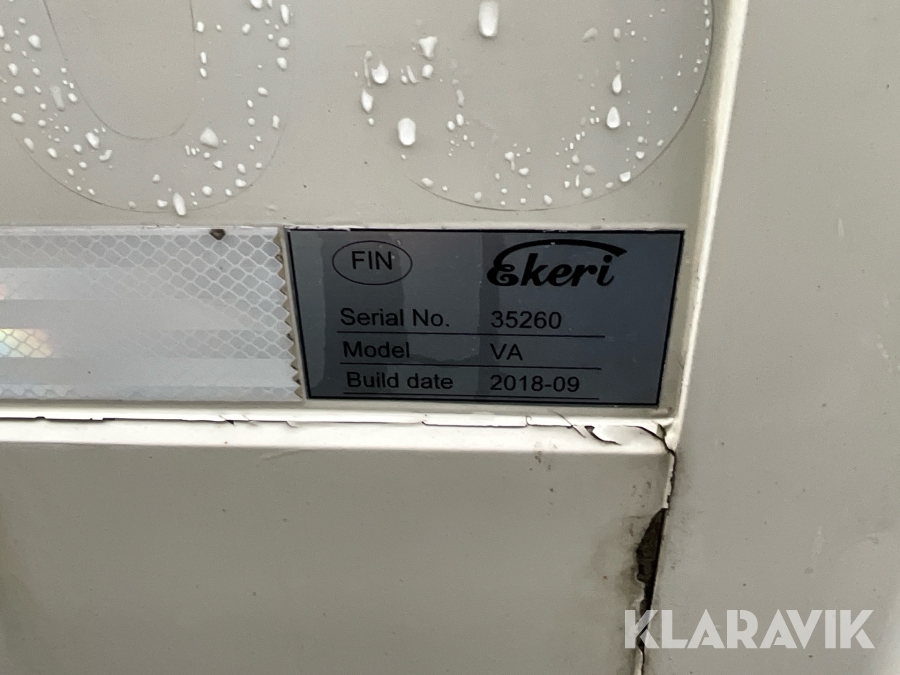 FIN Ekeri
Serial No. 35260
Model VA
Build date 2018-09
KLARAVIK